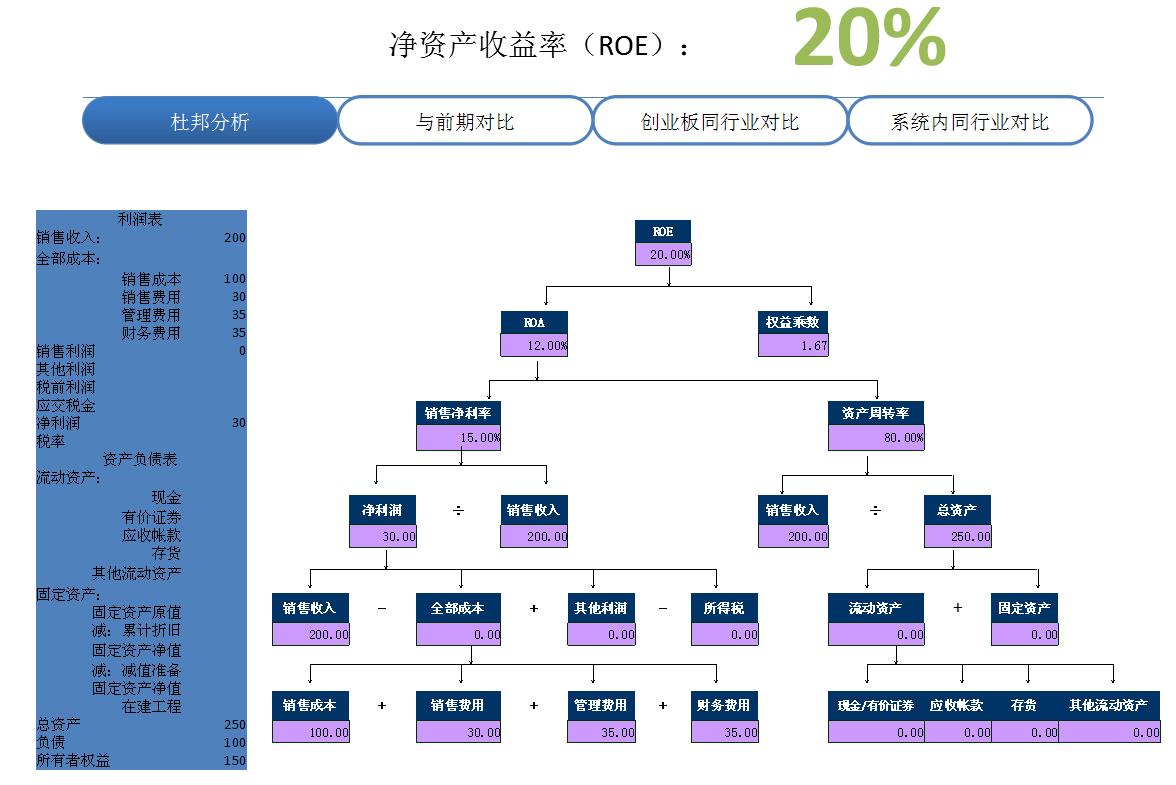 净资产收益率（ROE）： 20%
杜邦分析 与前期对比 创业板同行业对比 系统内同行业对比
利润表
销售收入： 200
全部成本：
销售成本 100
销售费用 30
管理费用 35
财务费用 35
销售利润 0
其他利润
税前利润
应交税金
净利润 30
税率
资产负债表
流动资产：
现金
有价证券
应收帐款
存货
其他流动资产
固定资产：
固定资产原值
减：累计折旧
固定资产净值
减：减值准备
固定资产净值
在建工程
总资产 250
负债 100
所有者权益 150
ROE
20.00%
ROA 权益乘数
12.00% 1.67
销售净利率 资产周转率
15.00% 80.00%
净利润 ÷ 销售收入 销售收入 ÷ 总资产
30.00 200.00 200.00 250.00
销售收入 − 全部成本 + 其他利润 − 所得税 流动资产 + 固定资产
200.00 0.00 0.00 0.00 0.00 0.00
销售成本 + 销售费用 + 管理费用 + 财务费用 现金/有价证券 应收帐款 存货 其他流动资产
100.00 30.00 35.00 35.00 0.00 0.00 0.00 0.00